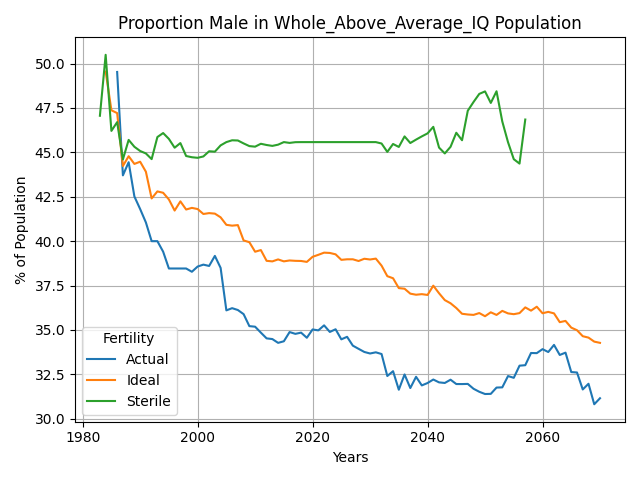 Proportion Male in Whole_Above_Average_IQ Population
% of Population
50.0
47.5
45.0
42.5
40.0
37.5
35.0
32.5
30.0
Fertility
Actual
Ideal
Sterile
1980 2000 2020 2040 2060
Years